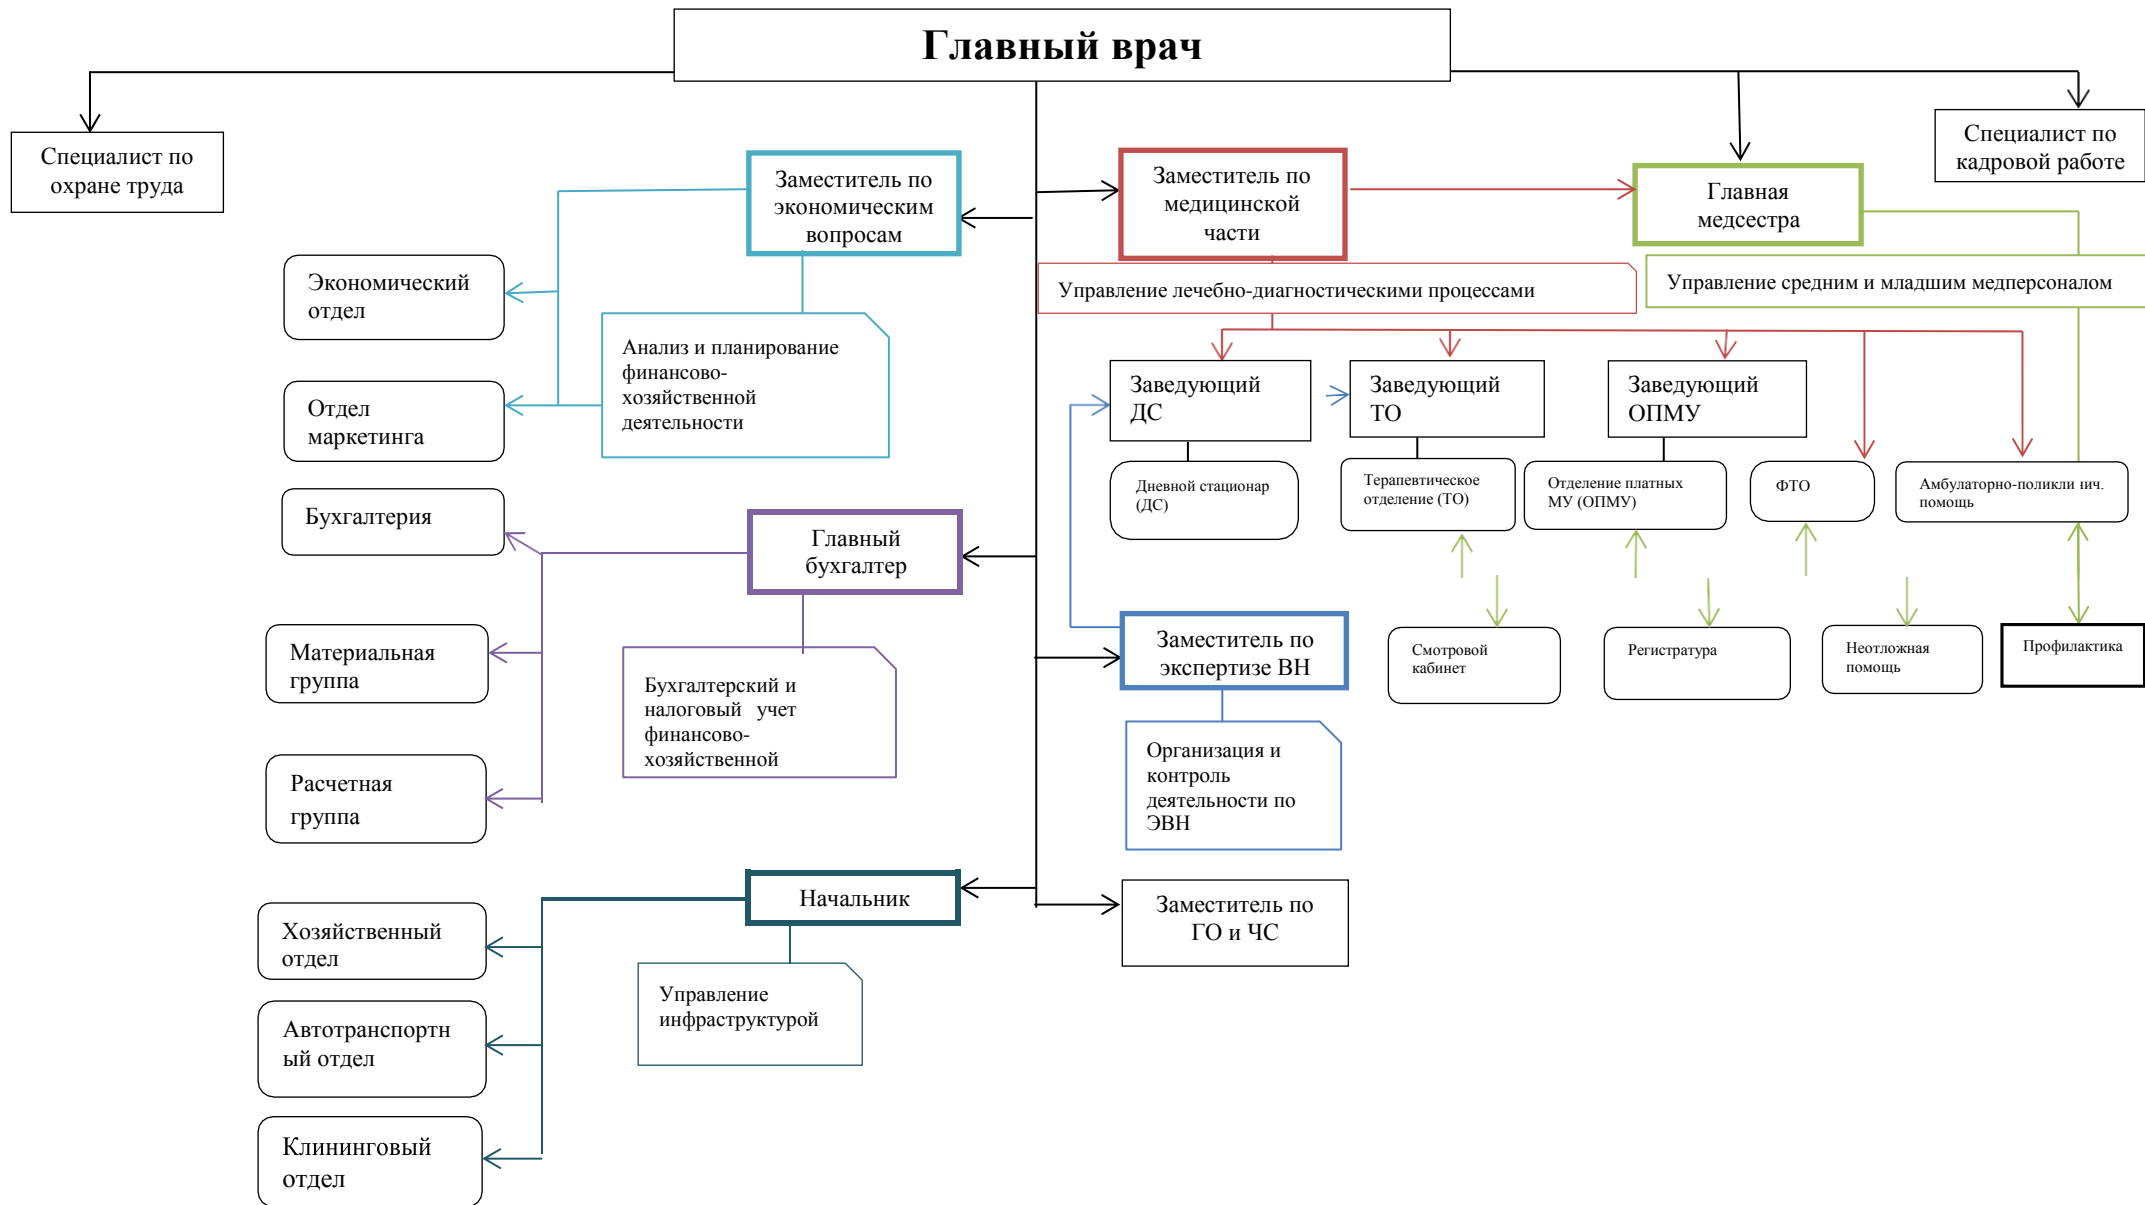 Главный врач
Специалист по
охране труда
Заместитель по
экономическим
вопросам
Заместитель по
медицинской
части
Главная
медсестра
Специалист по
кадровой работе
Экономический
отдел
Управление лечебно-диагностическими процессами
Управление средним и младшим медперсоналом
Анализ и планирование
финансово-
хозяйственной
деятельности
Отдел
маркетинга
Заведующий
ДС
Заведующий
ТО
Заведующий
ОПМУ
Дневной стационар
(ДС)
Терапевтическое
отделение (ТО)
Отделение платных
МУ (ОПМУ)
ФТО
Амбулаторно-поликли нич.
помощь
Бухгалтерия
Главный
бухгалтер
Материальная
группа
Бухгалтерский и
налоговый учет
финансово-
хозяйственной
Заместитель по
экспертизе ВН
Смотровой
кабинет
Регистратура
Неотложная
помощь
Профилактика
Расчетная
группа
Организация и
контроль
деятельности по
ЭВН
Начальник
Заместитель по
ГО и ЧС
Хозяйственный
отдел
Управление
инфраструктурой
Автотранспортн
ый отдел
Клининговый
отдел